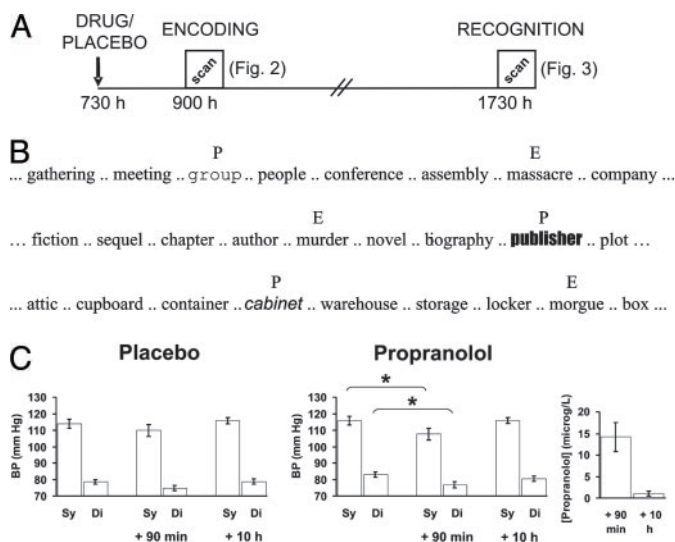 A
DRUG/
PLACEBO
ENCODING
RECOGNITION
scan
(Fig. 2)
scan
(Fig. 3)
730 h
900 h
1730 h
B
P
E
... gathering .. meeting .. group .. people .. conference .. assembly .. massacre .. company ...
E
P
... fiction .. sequel .. chapter .. author .. murder .. novel .. biography .. publisher .. plot ...
P
E
... attic .. cupboard .. container .. cabinet .. warehouse .. storage .. locker .. morgue .. box ...
C
Placebo
BP (mm Hg)
130
120
110
100
90
80
70
Sy Di Sy Di Sy Di
+ 90 min + 10 h
Propranolol
* *
BP (mm Hg)
130
120
110
100
90
80
70
Sy Di Sy Di Sy Di
+ 90 min + 10 h
[Propranolol] (microg/L)
20
15
10
5
0
+ 90 + 10
min h